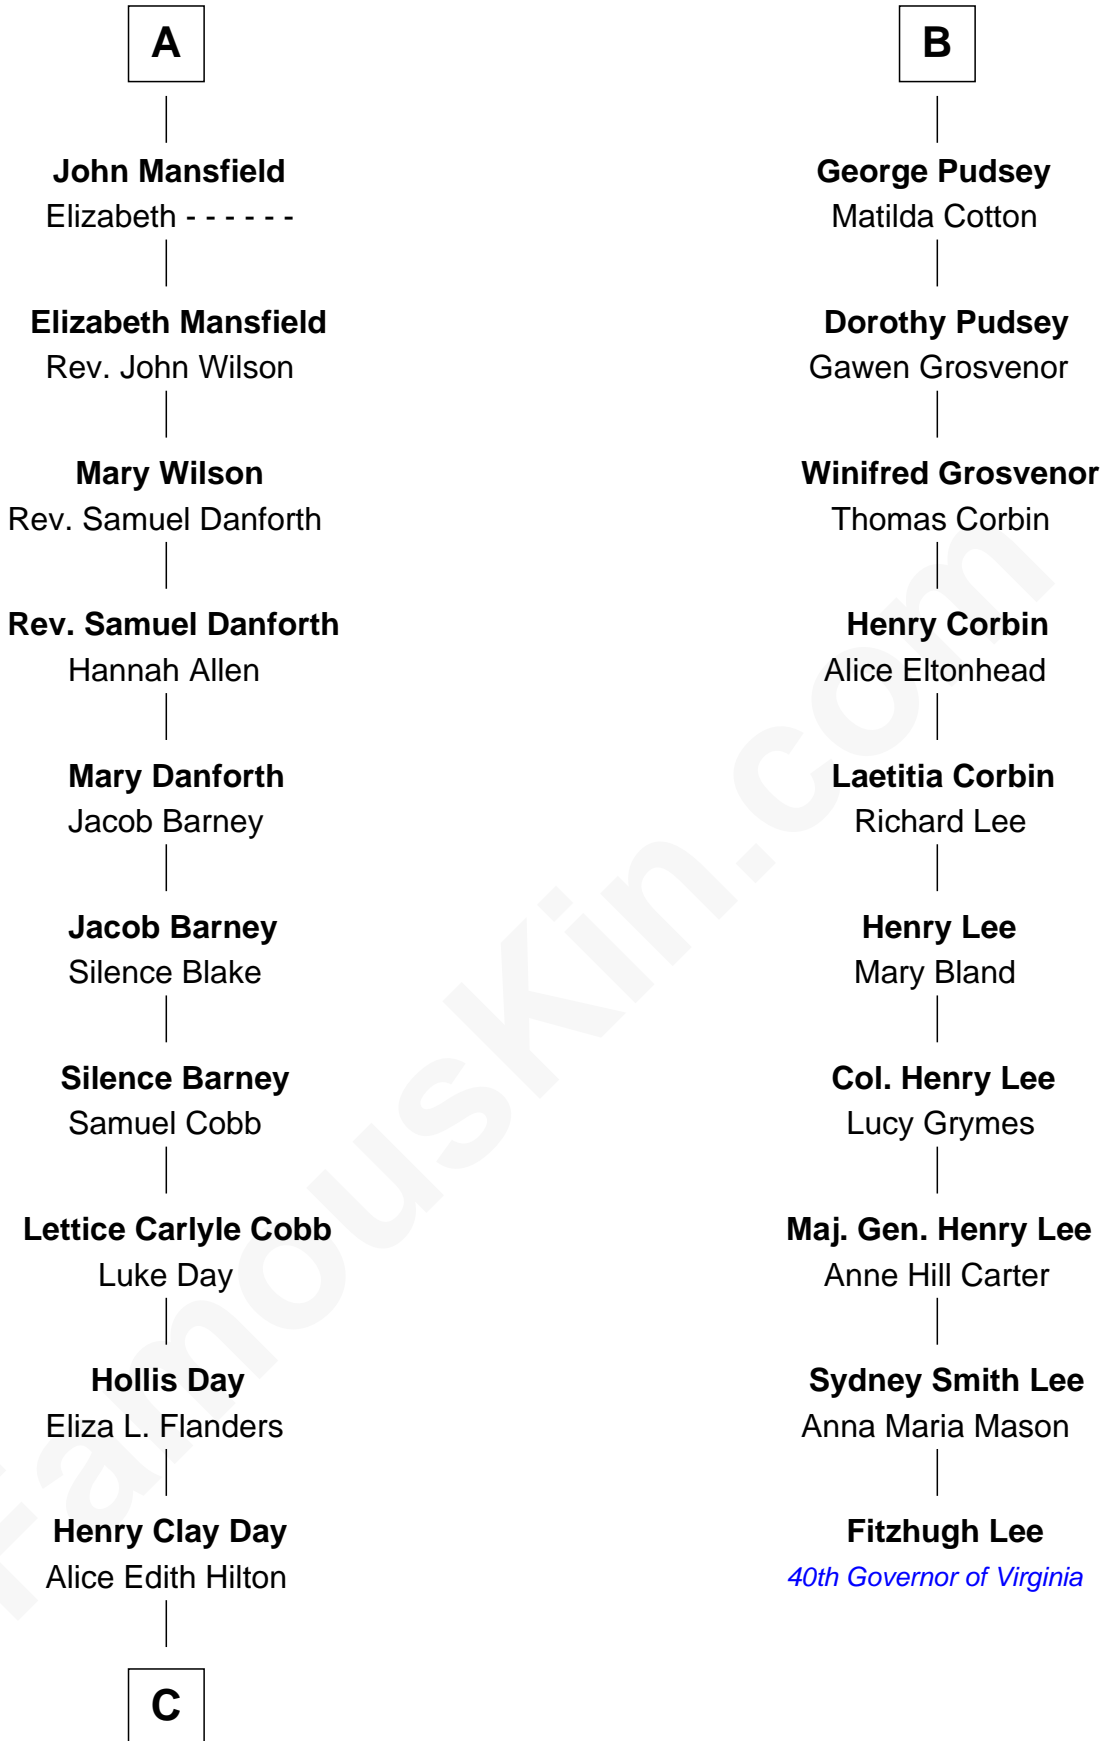 A
John Mansfield
Elizabeth - - - - - -
Elizabeth Mansfield
Rev. John Wilson
Mary Wilson
Rev. Samuel Danforth
Rev. Samuel Danforth
Hannah Allen
Mary Danforth
Jacob Barney
Jacob Barney
Silence Blake
Silence Barney
Samuel Cobb
Lettice Carlyle Cobb
Luke Day
Hollis Day
Eliza L. Flanders
Henry Clay Day
Alice Edith Hilton
C
B
George Pudsey
Matilda Cotton
Dorothy Pudsey
Gawen Grosvenor
Winifred Grosvenor
Thomas Corbin
Henry Corbin
Alice Eltonhead
Laetitia Corbin
Richard Lee
Henry Lee
Mary Bland
Col. Henry Lee
Lucy Grymes
Maj. Gen. Henry Lee
Anne Hill Carter
Sydney Smith Lee
Anna Maria Mason
Fitzhugh Lee
40th Governor of Virginia
FamousKin.com